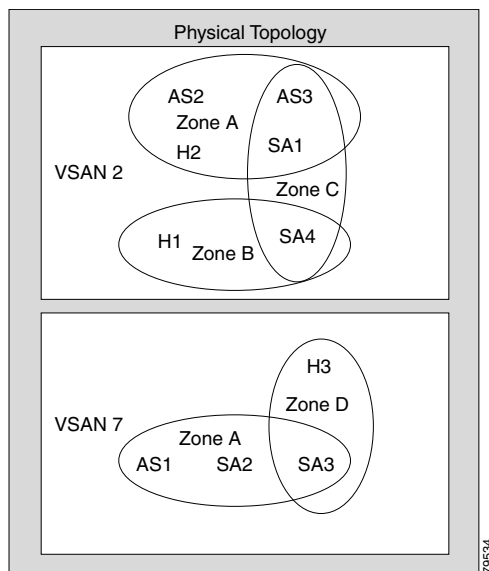 Physical Topology
AS2 AS3
Zone A
H2 SA1
VSAN 2
Zone C
H1 Zone B SA4
H3
Zone D
VSAN 7
Zone A
AS1 SA2 SA3
79534